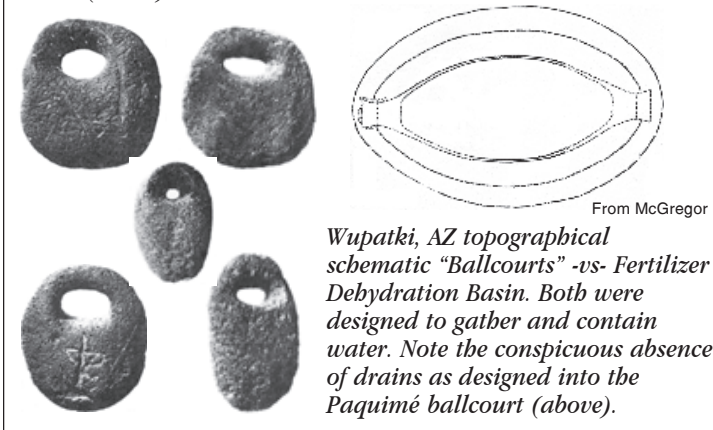 From McGregor
Wupatki, AZ topographical
schematic “Ballcourts” -vs- Fertilizer
Dehydration Basin. Both were
designed to gather and contain
water. Note the conspicuous absence
of drains as designed into the
Paquimé ballcourt (above).